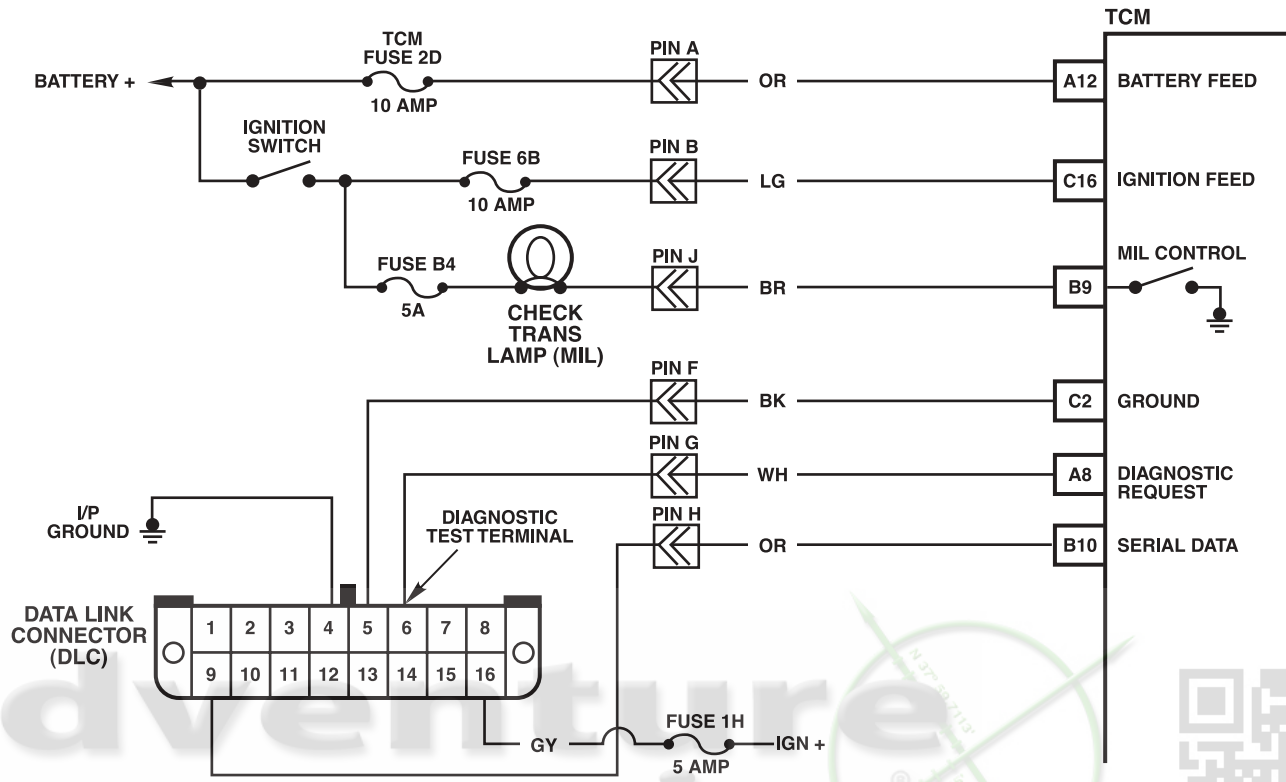 TCM
TCM
FUSE 2D
10 AMP
BATTERY +
PIN A
OR
A12
BATTERY FEED
IGNITION
SWITCH
FUSE 6B
10 AMP
PIN B
LG
C16
IGNITION FEED
FUSE B4
5A
CHECK
TRANS
LAMP (MIL)
PIN J
BR
B9
MIL CONTROL
PIN F
BK
C2
GROUND
PIN G
WH
A8
DIAGNOSTIC
REQUEST
I/P
GROUND
DIAGNOSTIC
TEST TERMINAL
PIN H
OR
B10
SERIAL DATA
DATA LINK
CONNECTOR
(DLC)
1 2 3 4 5 6 7 8
9 10 11 12 13 14 15 16
dventure
GY
FUSE 1H
5 AMP
IGN +